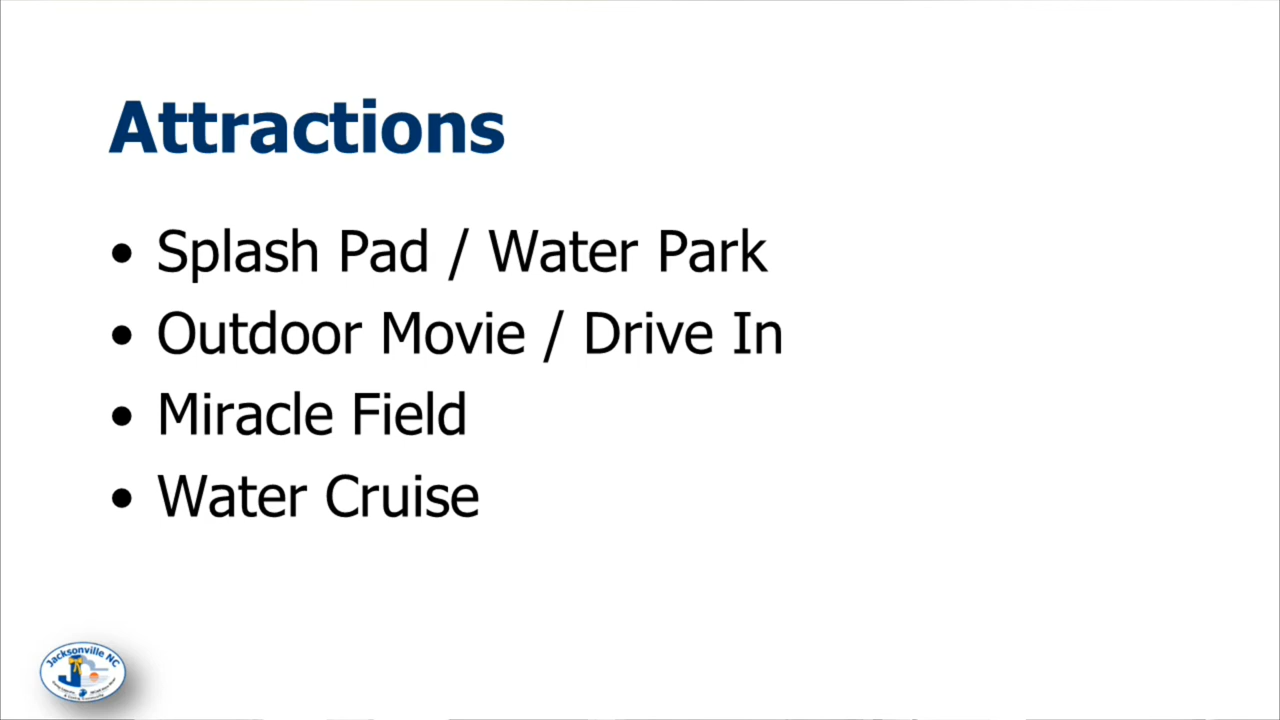 Attractions
• Splash Pad / Water Park
• Outdoor Movie / Drive In
• Miracle Field
• Water Cruise
Jacksonville NC